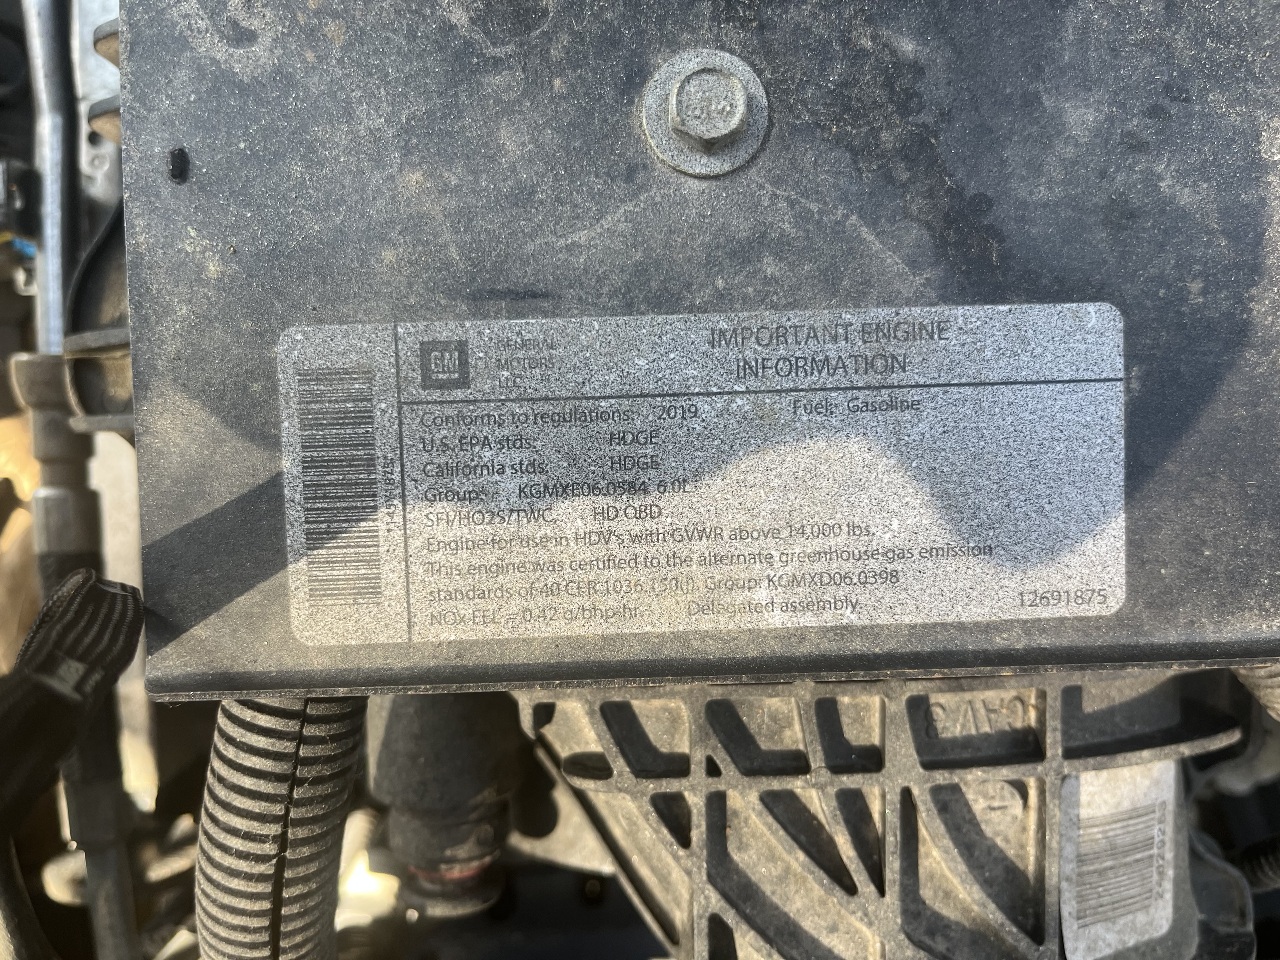 GM
GENERAL
MOTORS
LLC
IMPORTANT ENGINE
INFORMATION
Conforms to regulations: 2019 Fuel: Gasoline
U.S. EPA stds: HDGE
California stds: HDGE
Group: KGMXE06.0584 6.0L
SFI/HO2S/TWC HD OBD
Engine for use in HDV's with GVWR above 14,000 lbs.
This engine was certified to the alternate greenhouse gas emission
standards of 40 CFR 1036.150(l). Group: KGMXD06.0398
NOx FEL = 0.42 g/bhp-hr Delegated assembly
12691875
CAV3